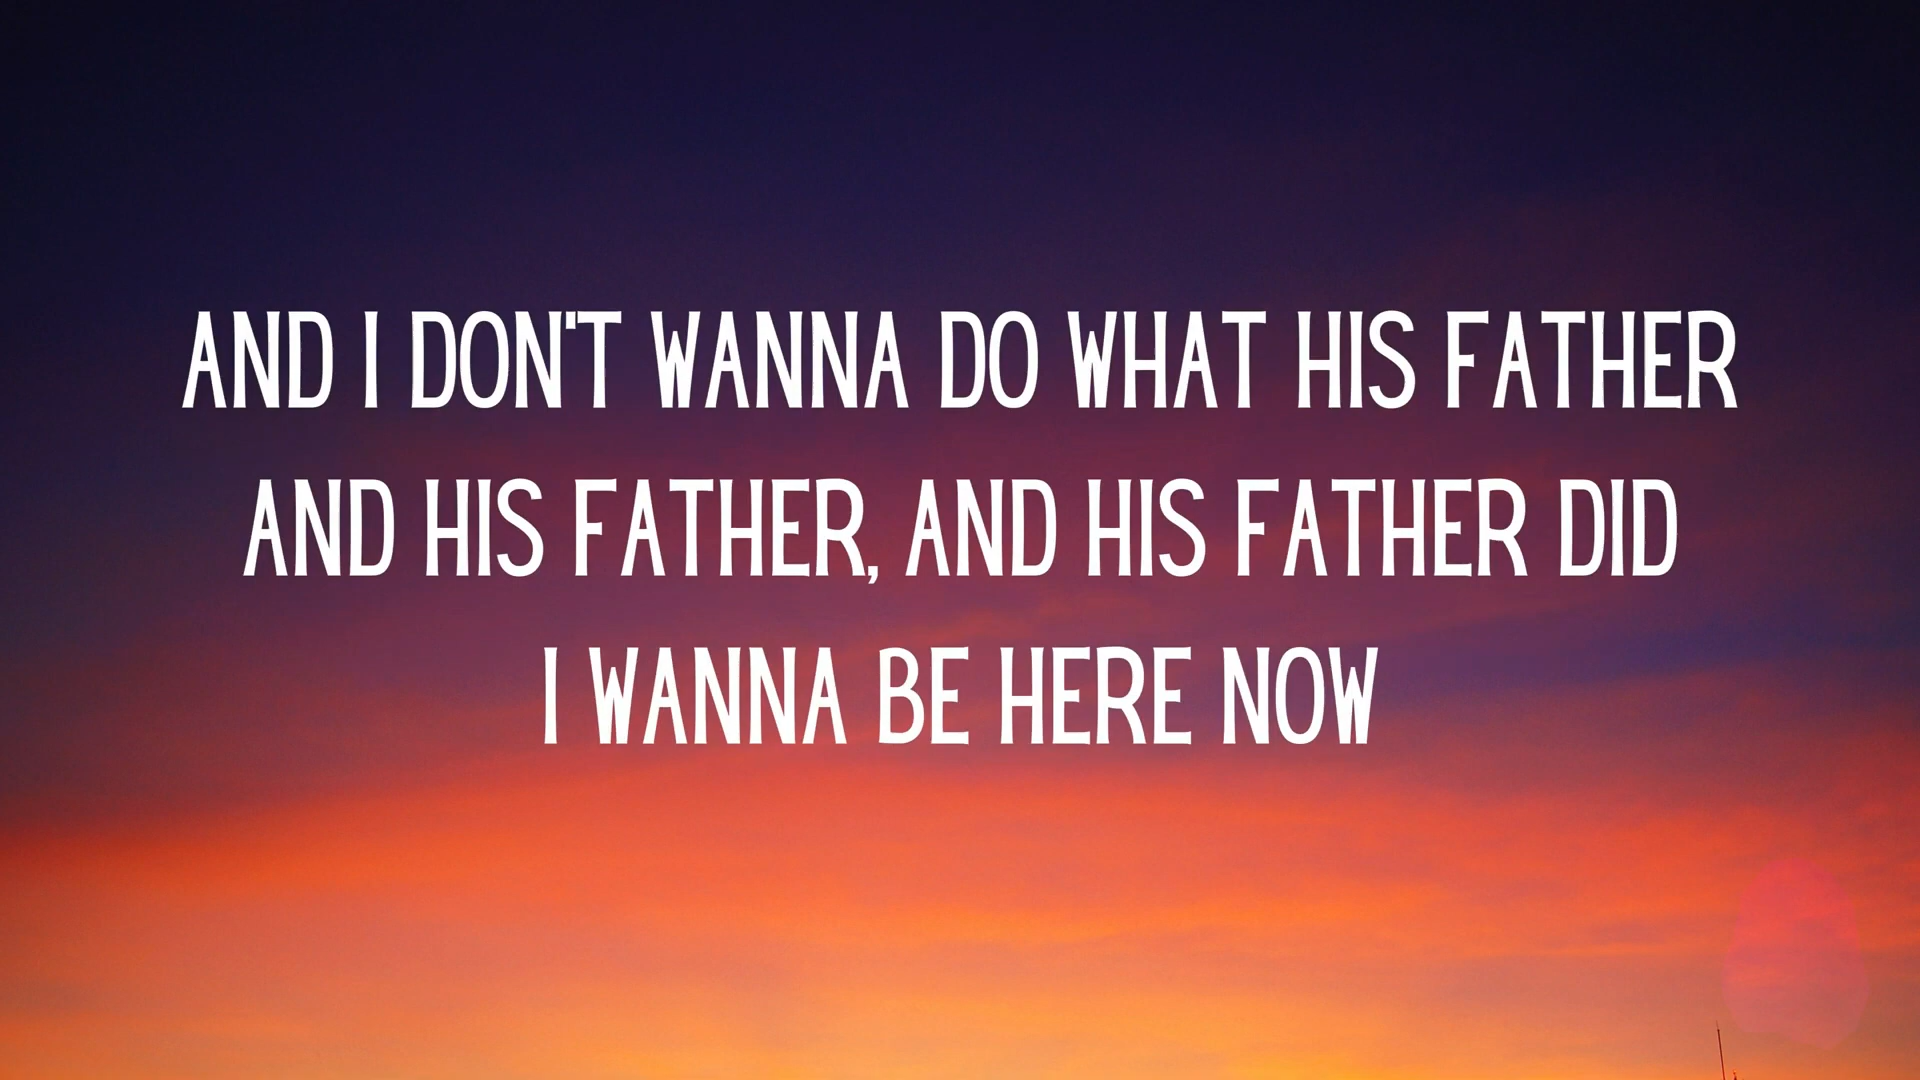 AND I DON'T WANNA DO WHAT HIS FATHER
AND HIS FATHER, AND HIS FATHER DID
I WANNA BE HERE NOW